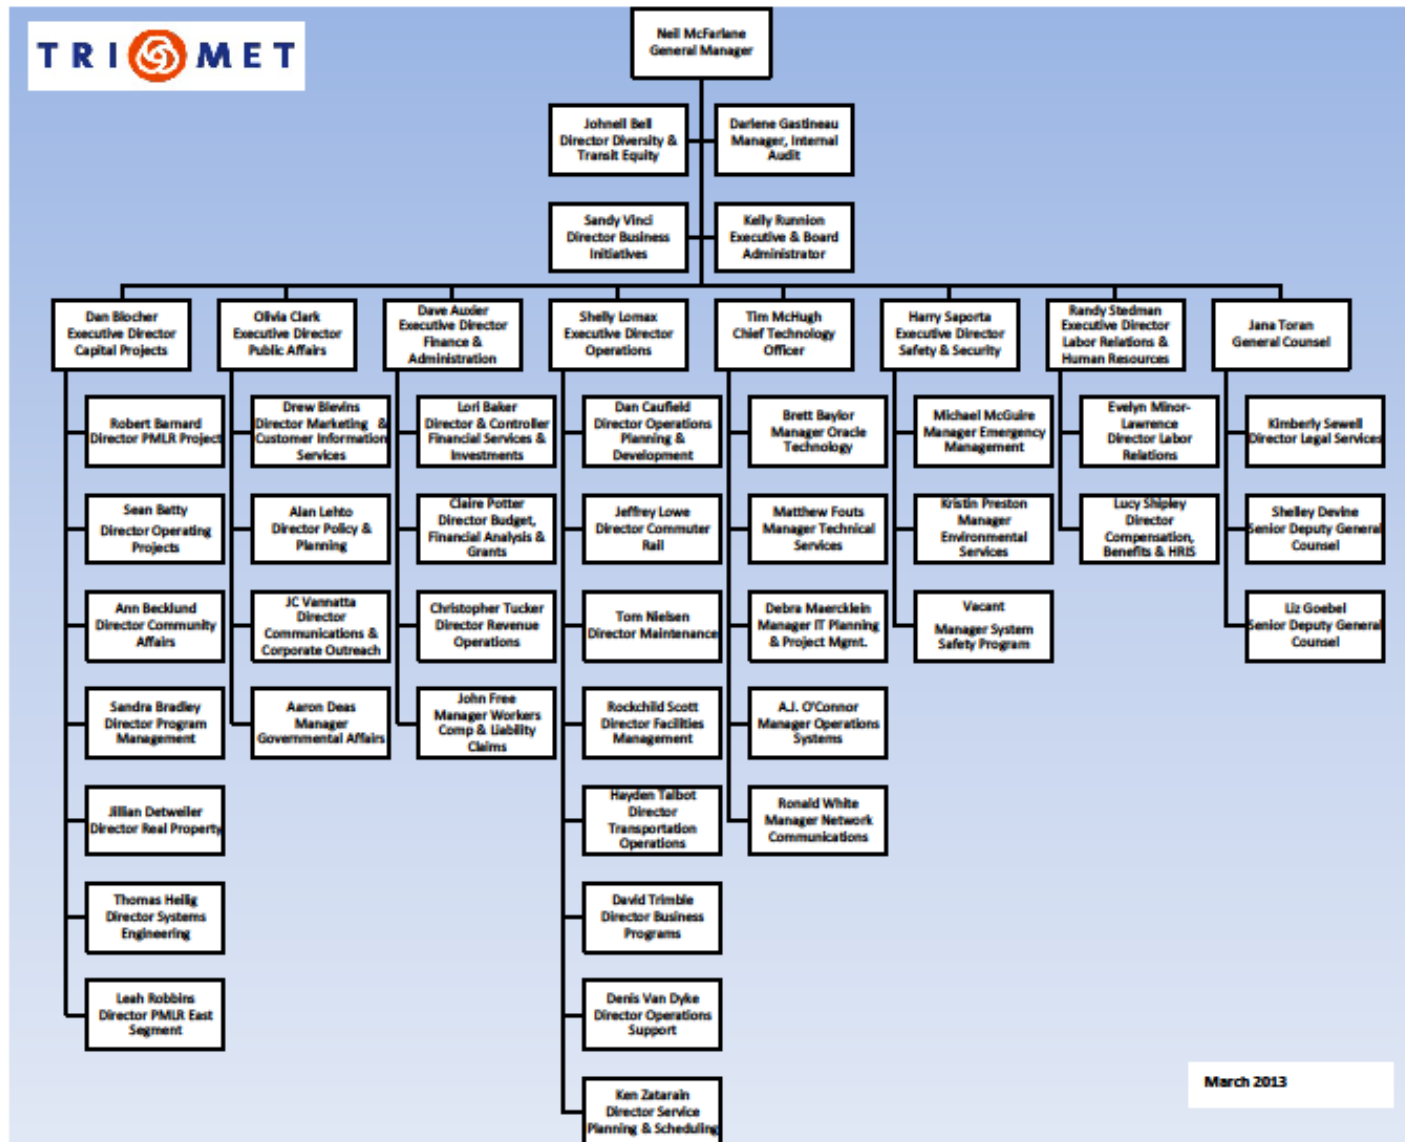 TRI MET
Neil McFarlane
General Manager
Johnell Bell
Director Diversity &
Transit Equity
Darlene Gastineau
Manager, Internal
Audit
Sandy Vinci
Director Business
Initiatives
Kelly Runnion
Executive & Board
Administrator
Dan Blocher
Executive Director
Capital Projects
Olivia Clark
Executive Director
Public Affairs
Dave Auxier
Executive Director
Finance &
Administration
Shelly Lomax
Executive Director
Operations
Tim McHugh
Chief Technology
Officer
Harry Saporta
Executive Director
Safety & Security
Randy Stedman
Executive Director
Labor Relations &
Human Resources
Jana Toran
General Counsel
Robert Barnard
Director PMLR Project
Drew Blevins
Director Marketing &
Customer Information
Services
Lori Baker
Director & Controller
Financial Services &
Investments
Dan Caufield
Director Operations
Planning &
Development
Brett Baylor
Manager Oracle
Technology
Michael McGuire
Manager Emergency
Management
Evelyn Minor-
Lawrence
Director Labor
Relations
Kimberly Sewell
Director Legal Services
Sean Batty
Director Operating
Projects
Alan Lehto
Director Policy &
Planning
Claire Potter
Director Budget,
Financial Analysis &
Grants
Jeffrey Lowe
Director Commuter
Rail
Matthew Fouts
Manager Technical
Services
Kristin Preston
Manager
Environmental
Services
Lucy Shipley
Director
Compensation,
Benefits & HRIS
Shelley Devine
Senior Deputy General
Counsel
Ann Becklund
Director Community
Affairs
JC Vannatta
Director
Communications &
Corporate Outreach
Christopher Tucker
Director Revenue
Operations
Tom Nielsen
Director Maintenance
Debra Maercklein
Manager IT Planning
& Project Mgmt.
Vacant
Manager System
Safety Program
Liz Goebel
Senior Deputy General
Counsel
Sandra Bradley
Director Program
Management
Aaron Deas
Manager
Governmental Affairs
John Free
Manager Workers
Comp & Liability
Claims
Rockchild Scott
Director Facilities
Management
A.J. O'Connor
Manager Operations
Systems
Jillian Detweiler
Director Real Property
Hayden Talbot
Director
Transportation
Operations
Ronald White
Manager Network
Communications
Thomas Heilig
Director Systems
Engineering
David Trimble
Director Business
Programs
Leah Robbins
Director PMLR East
Segment
Denis Van Dyke
Director Operations
Support
Ken Zatarain
Director Service
Planning & Scheduling
March 2013